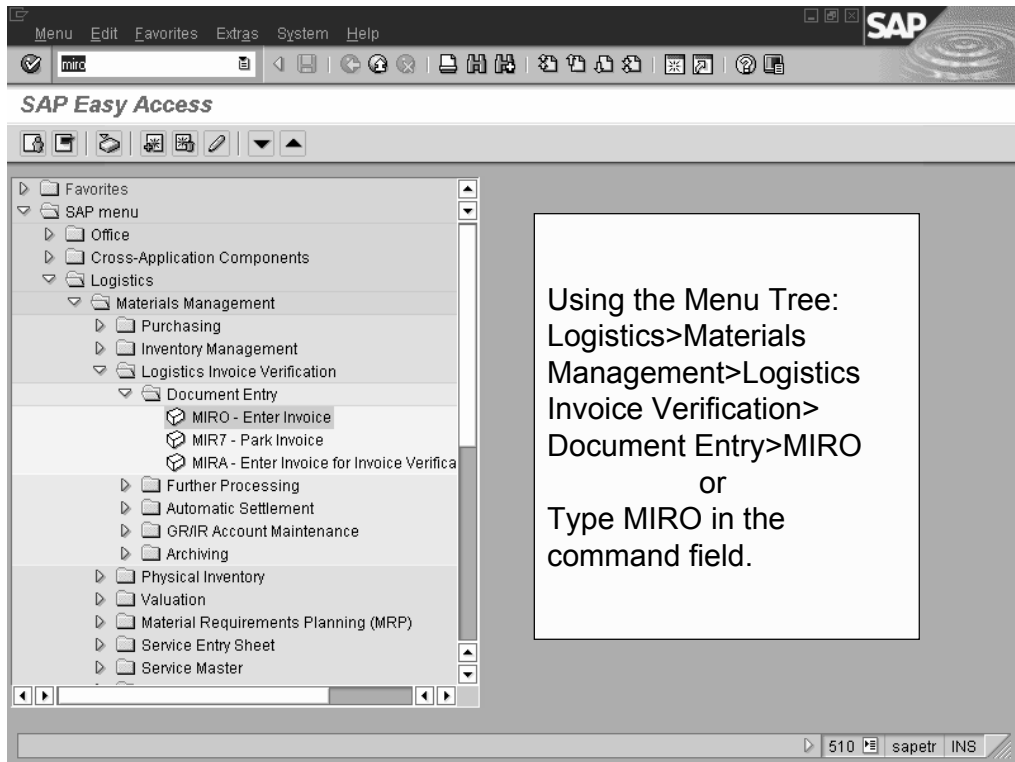 Menu Edit Favorites Extras System Help
SAP
miro
SAP Easy Access
Favorites
SAP menu
Office
Cross-Application Components
Logistics
Materials Management
Purchasing
Inventory Management
Logistics Invoice Verification
Document Entry
MIRO - Enter Invoice
MIR7 - Park Invoice
MIRA - Enter Invoice for Invoice Verifica
Further Processing
Automatic Settlement
GR/IR Account Maintenance
Archiving
Physical Inventory
Valuation
Material Requirements Planning (MRP)
Service Entry Sheet
Service Master
Using the Menu Tree:
Logistics>Materials
Management>Logistics
Invoice Verification>
Document Entry>MIRO
or
Type MIRO in the
command field.
510 sapetr INS